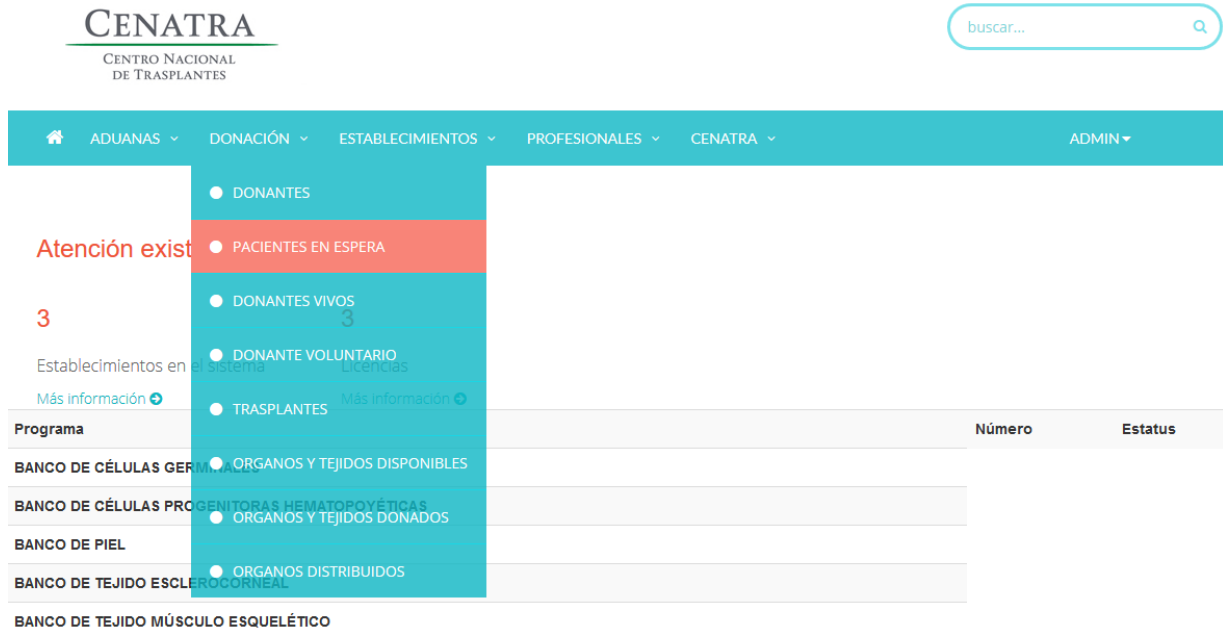 CENATRA
CENTRO NACIONAL
DE TRASPLANTES
buscar...
ADUANAS DONACIÓN ESTABLECIMIENTOS PROFESIONALES CENATRA ADMIN
DONANTES
Atención exist
PACIENTES EN ESPERA
DONANTES VIVOS
3 3
DONANTE VOLUNTARIO
Establecimientos en el sistema Licencias
Más información Más información
TRASPLANTES
Programa Número Estatus
ORGANOS Y TEJIDOS DISPONIBLES
BANCO DE CÉLULAS GERMINALES
BANCO DE CÉLULAS PROGENITORAS HEMATOPOYÉTICAS
ORGANOS Y TEJIDOS DONADOS
BANCO DE PIEL
ORGANOS DISTRIBUIDOS
BANCO DE TEJIDO ESCLEROCORNEAL
BANCO DE TEJIDO MÚSCULO ESQUELÉTICO